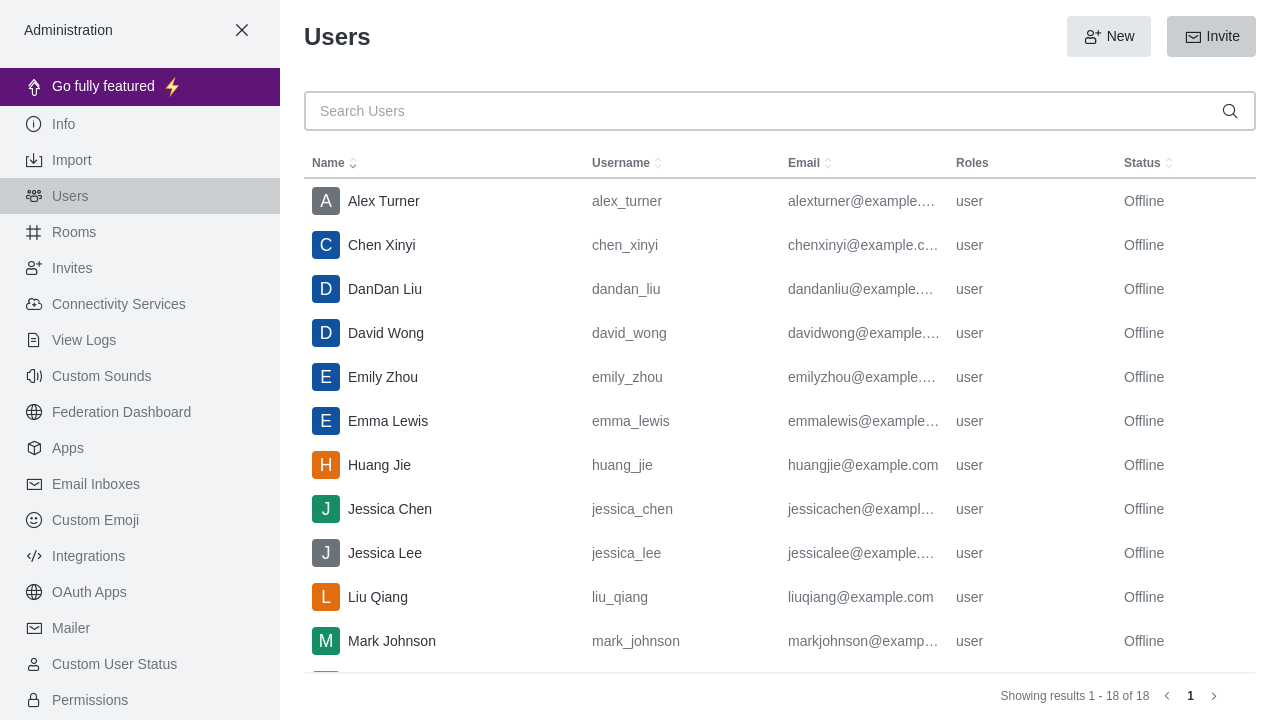 Administration
Go fully featured
Info
Import
Users
Rooms
Invites
Connectivity Services
View Logs
Custom Sounds
Federation Dashboard
Apps
Email Inboxes
Custom Emoji
Integrations
OAuth Apps
Mailer
Custom User Status
Permissions
Users
New
Invite
Search Users
Name Username Email Roles Status
A Alex Turner alex_turner alexturner@example.… user Offline
C Chen Xinyi chen_xinyi chenxinyi@example.c… user Offline
D DanDan Liu dandan_liu dandanliu@example.… user Offline
D David Wong david_wong davidwong@example.… user Offline
E Emily Zhou emily_zhou emilyzhou@example.… user Offline
E Emma Lewis emma_lewis emmalewis@example… user Offline
H Huang Jie huang_jie huangjie@example.com user Offline
J Jessica Chen jessica_chen jessicachen@exampl… user Offline
J Jessica Lee jessica_lee jessicalee@example.… user Offline
L Liu Qiang liu_qiang liuqiang@example.com user Offline
M Mark Johnson mark_johnson markjohnson@examp… user Offline
Showing results 1 - 18 of 18 1